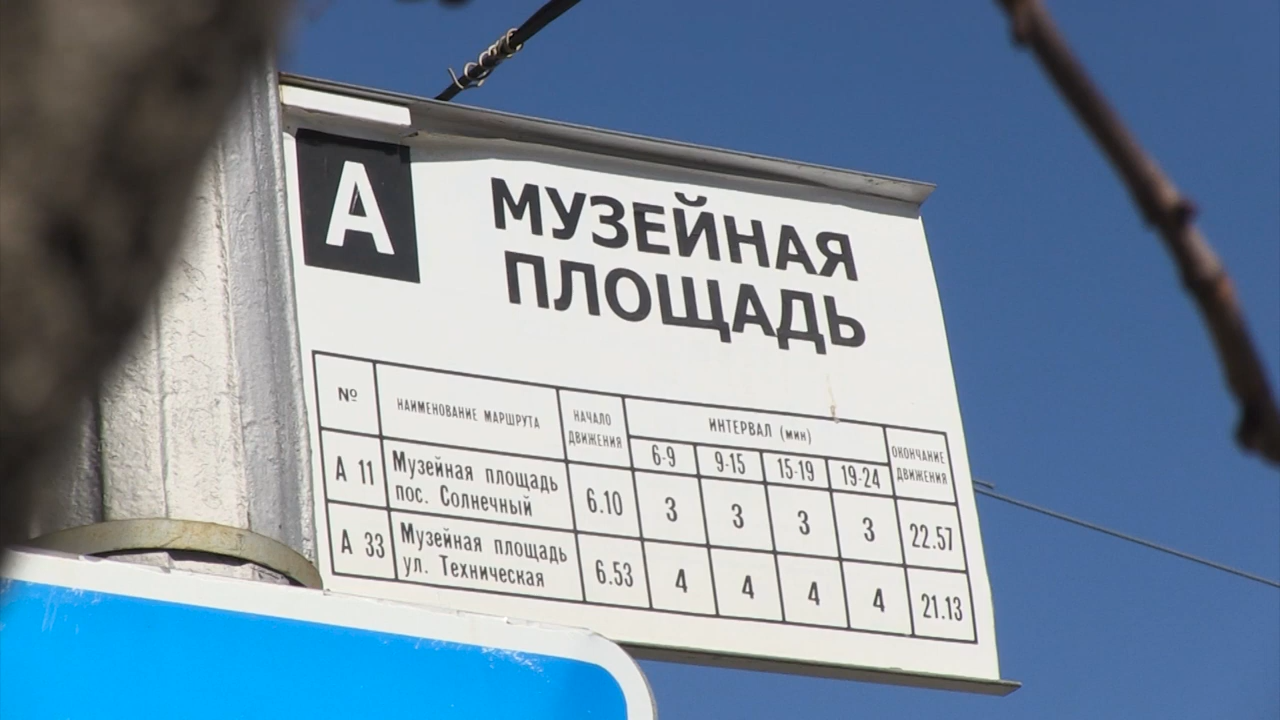 А
МУЗЕЙНАЯ
ПЛОЩАДЬ
№ НАИМЕНОВАНИЕ МАРШРУТА НАЧАЛО ДВИЖЕНИЯ ИНТЕРВАЛ (мин) ОКОНЧАНИЕ ДВИЖЕНИЯ
6-9 9-15 15-19 19-24
А 11 Музейная площадь пос. Солнечный 6.10 3 3 3 3 22.57
А 33 Музейная площадь ул. Техническая 6.53 4 4 4 4 21.13